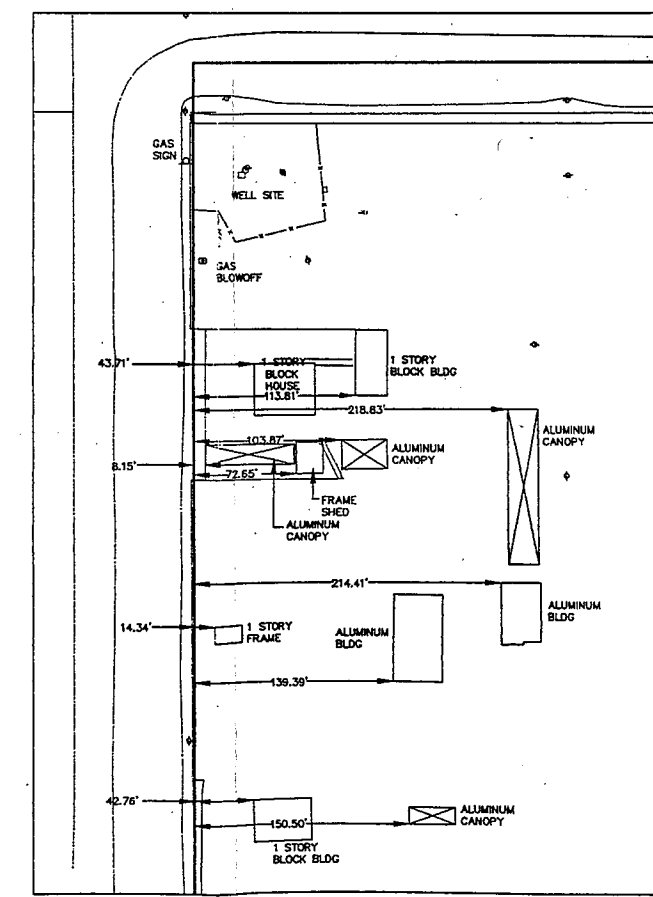 GAS
SIGN
WELL SITE
GAS
BLOWOFF
43.71'
1 STORY
BLOCK
HOUSE
1 STORY
BLOCK BLDG
113.81'
218.83'
103.87'
ALUMINUM
CANOPY
ALUMINUM
CANOPY
8.15'
72.65'
FRAME
SHED
ALUMINUM
CANOPY
214.41'
14.34'
1 STORY
FRAME
ALUMINUM
BLDG
ALUMINUM
BLDG
139.39'
42.76'
150.50'
ALUMINUM
CANOPY
1 STORY
BLOCK BLDG